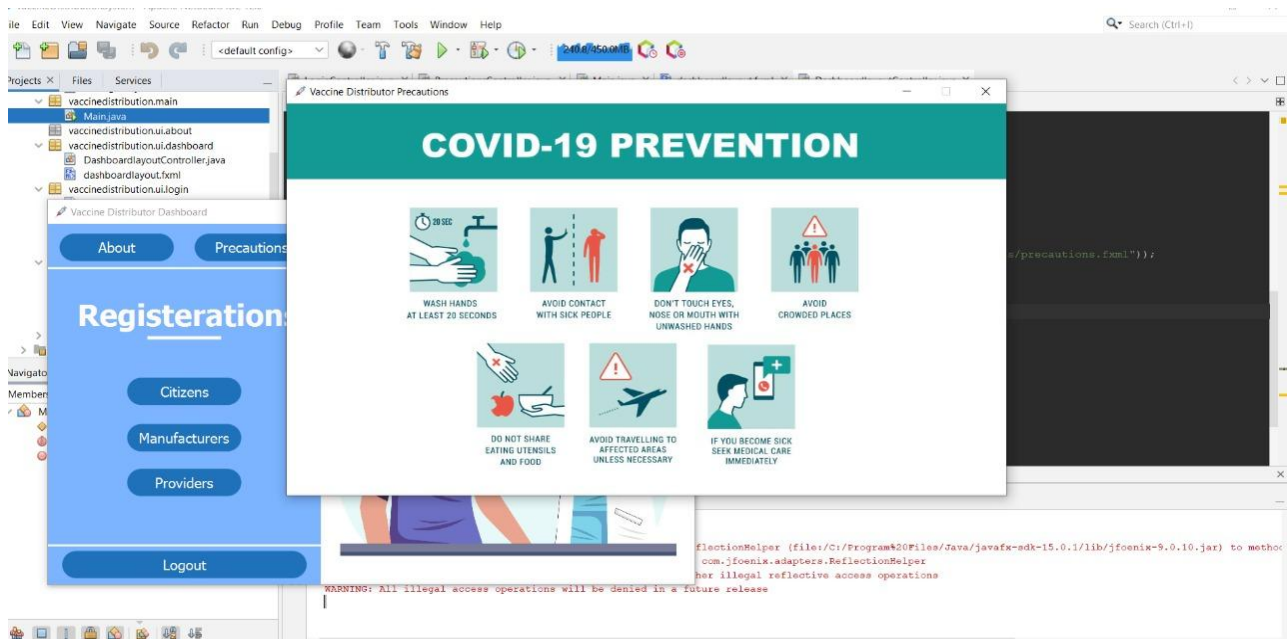 ile Edit View Navigate Source Refactor Run Debug Profile Team Tools Window Help
Search (Ctrl+I)
<default config>
240.8/450.0MB
Projects × Files Services
vaccinedistribution.main
Main.java
vaccinedistribution.ui.about
vaccinedistribution.ui.dashboard
DashboardlayoutController.java
dashboardlayout.fxml
vaccinedistribution.ui.login
Navigato
Member
M
Vaccine Distributor Dashboard
About Precautions
Registeration
Citizens
Manufacturers
Providers
Logout
Vaccine Distributor Precautions
COVID-19 PREVENTION
20 SEC
WASH HANDS
AT LEAST 20 SECONDS
AVOID CONTACT
WITH SICK PEOPLE
DON'T TOUCH EYES,
NOSE OR MOUTH WITH
UNWASHED HANDS
AVOID
CROWDED PLACES
DO NOT SHARE
EATING UTENSILS
AND FOOD
AVOID TRAVELLING TO
AFFECTED AREAS
UNLESS NECESSARY
IF YOU BECOME SICK
SEEK MEDICAL CARE
IMMEDIATELY
s/precautions.fxml"));
flectionHelper (file:/C:/Program%20Files/Java/javafx-sdk-15.0.1/lib/jfoenix-9.0.10.jar) to metho
com.jfoenix.adapters.ReflectionHelper
her illegal reflective access operations
WARNING: All illegal access operations will be denied in a future release